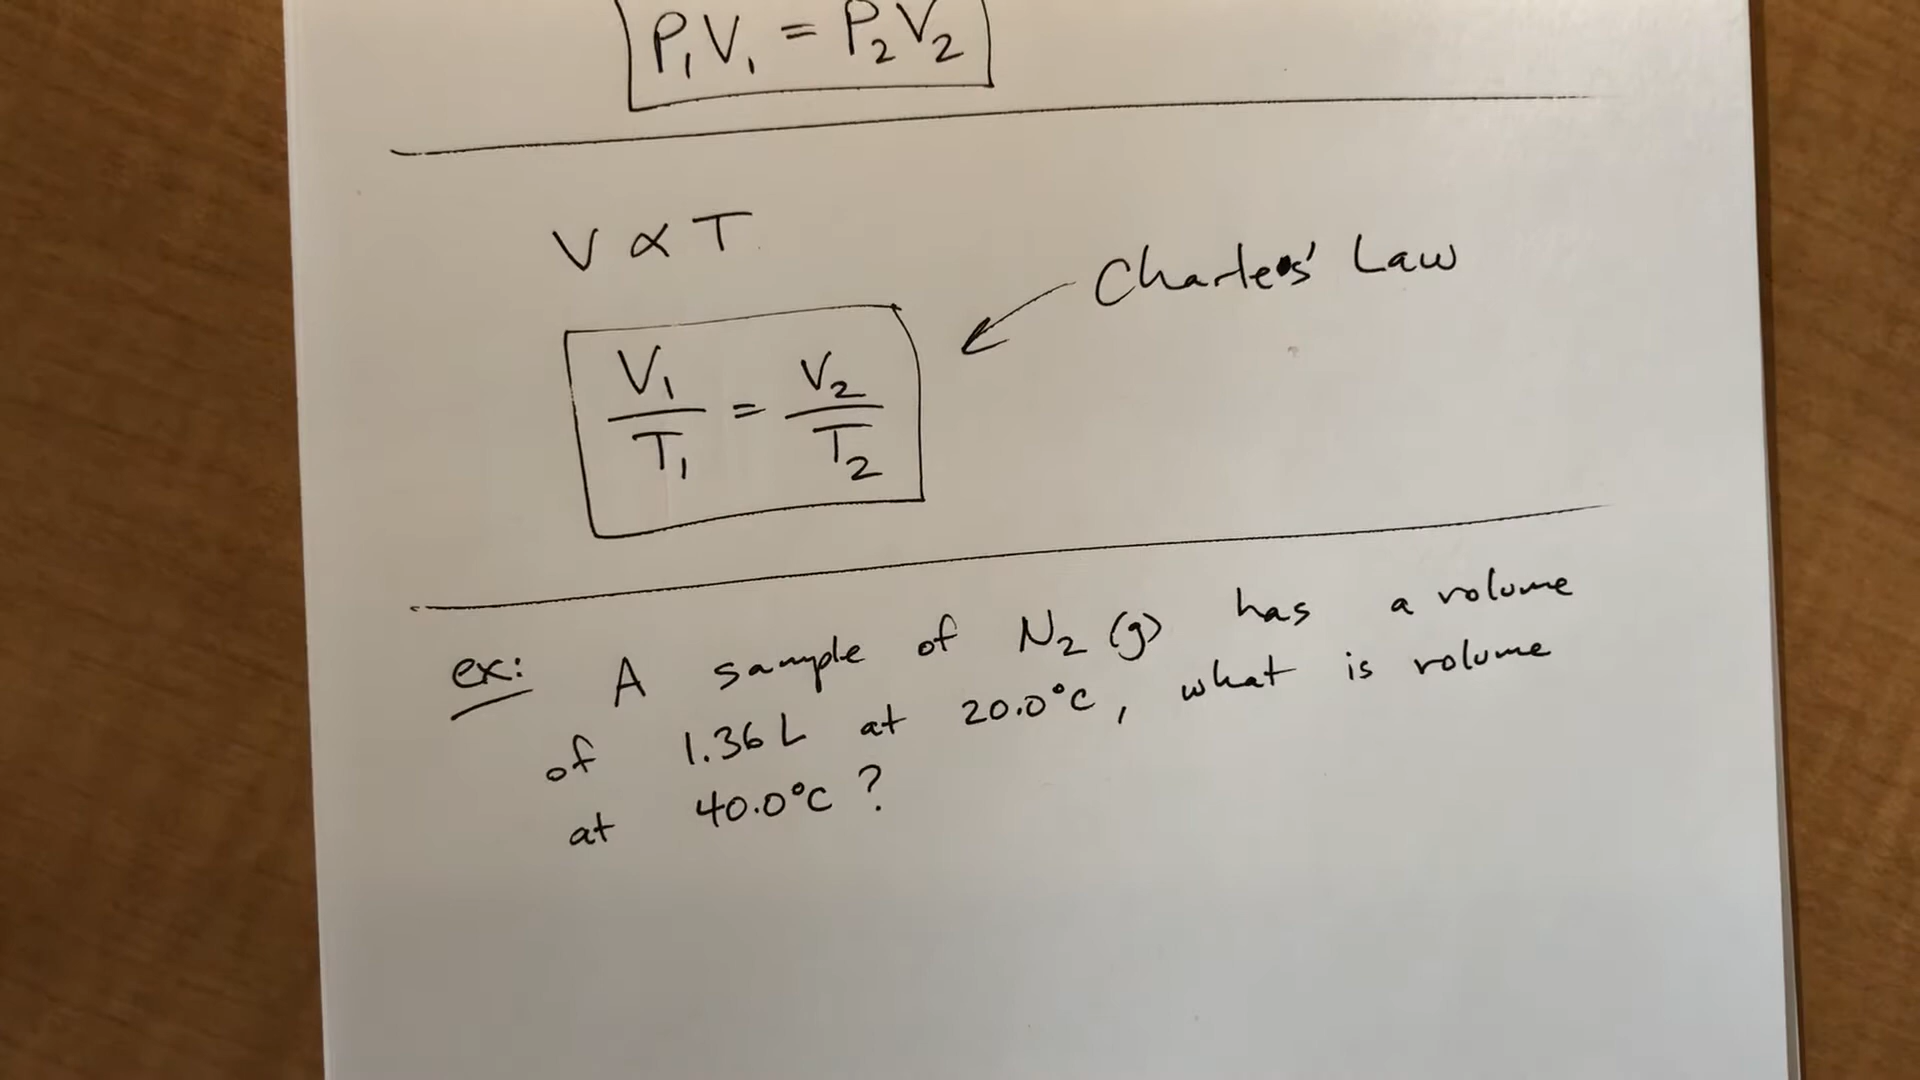 P₁V₁ = P₂V₂
V ∝ T
Charles' Law
V₁/T₁ = V₂/T₂
ex: A sample of N₂ (g) has a volume
of 1.36 L at 20.0°C, what is volume
at 40.0°C ?